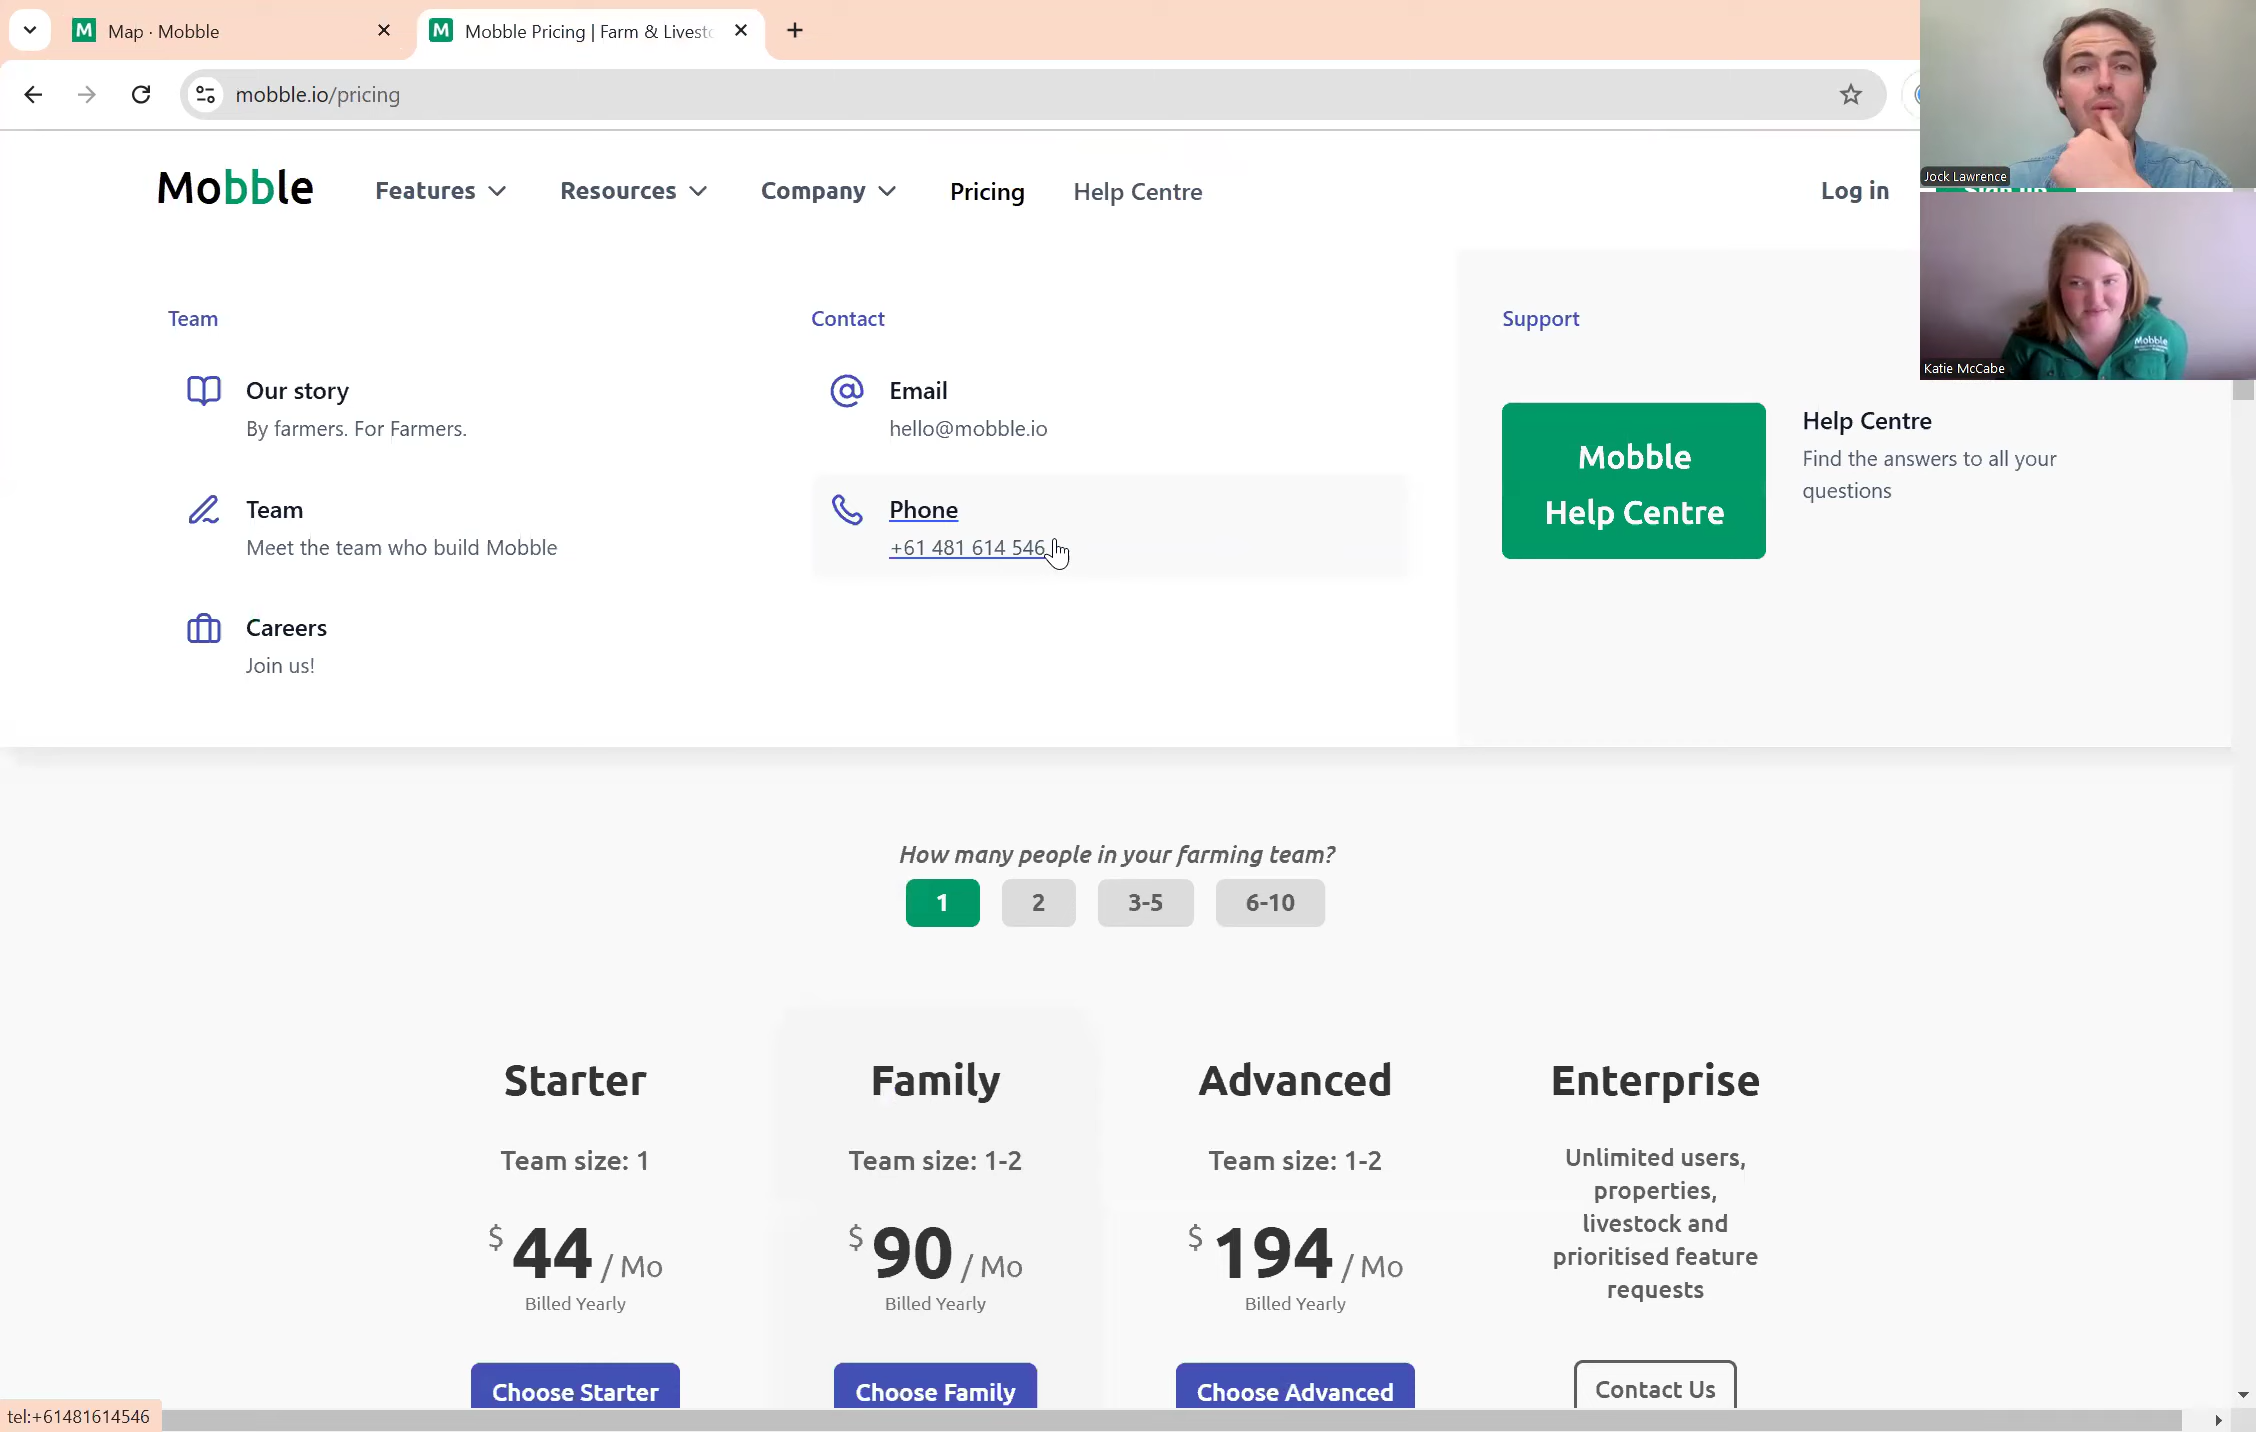 Map · Mobble
Mobble Pricing | Farm & Livesto
mobble.io/pricing
Mobble
Features
Resources
Company
Pricing
Help Centre
Log in
Jock Lawrence
Mobble
Katie McCabe
Team
Our story
By farmers. For Farmers.
Team
Meet the team who build Mobble
Careers
Join us!
Contact
Email
hello@mobble.io
Phone
+61 481 614 546
Support
Mobble
Help Centre
Help Centre
Find the answers to all your
questions
How many people in your farming team?
1
2
3-5
6-10
Starter
Team size: 1
$ 44 / Mo
Billed Yearly
Choose Starter
Family
Team size: 1-2
$ 90 / Mo
Billed Yearly
Choose Family
Advanced
Team size: 1-2
$ 194 / Mo
Billed Yearly
Choose Advanced
Enterprise
Unlimited users,
properties,
livestock and
prioritised feature
requests
Contact Us
tel:+61481614546